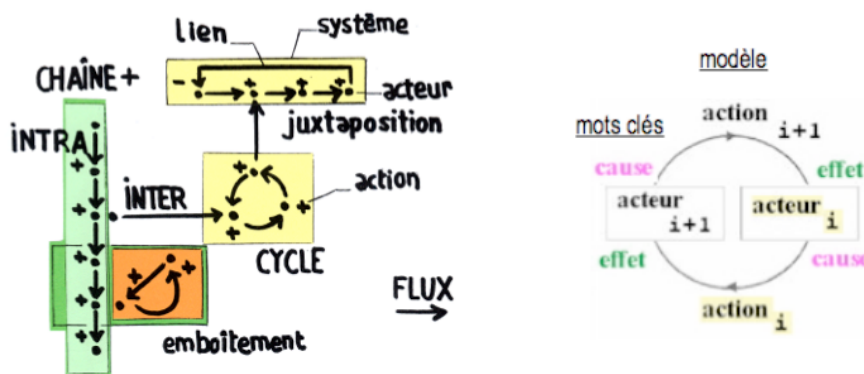 lien
système
CHAÎNE +
acteur
juxtaposition
INTRA
INTER
action
CYCLE
FLUX
emboîtement
modèle
mots clés
action i+1
cause
effet
acteur i+1
acteur i
effet
cause
action i